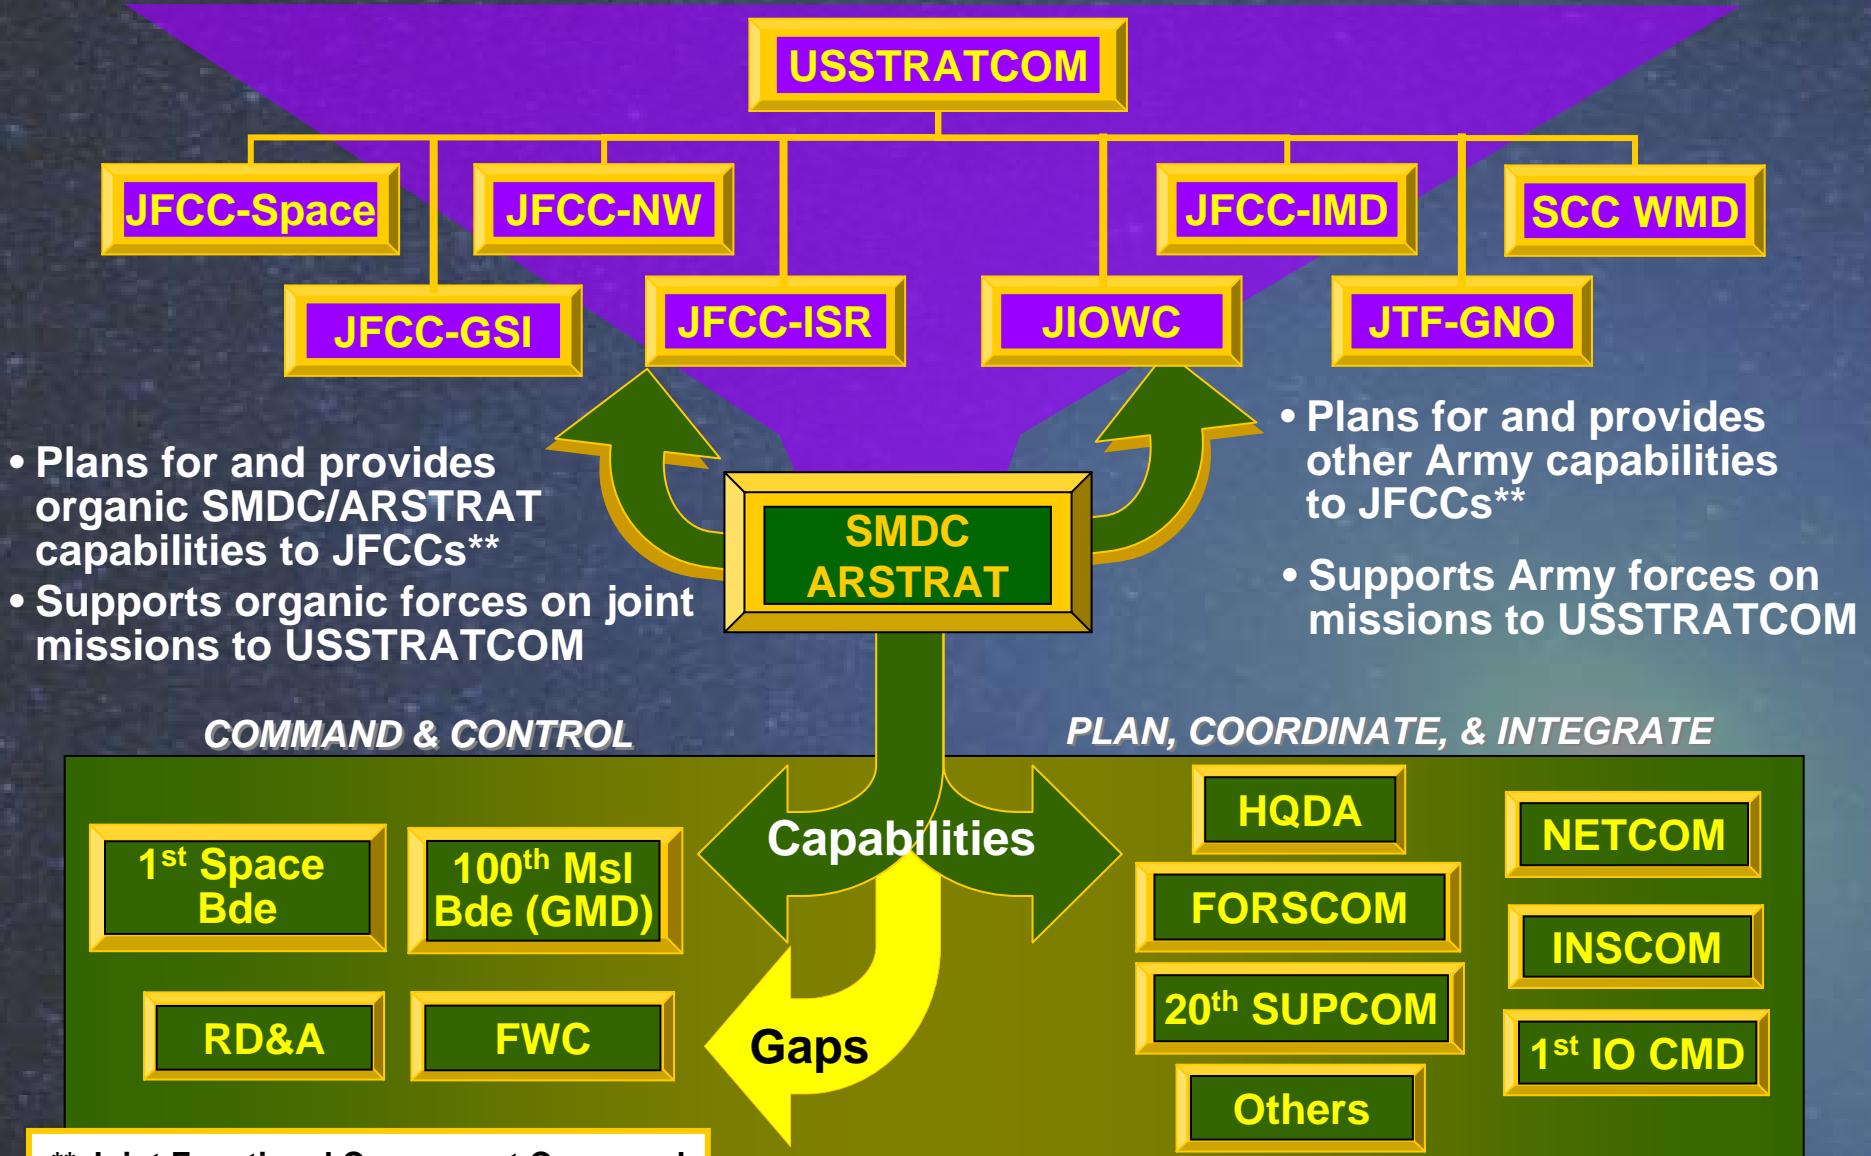 USSTRATCOM
JFCC-Space
JFCC-NW
JFCC-IMD
SCC WMD
JFCC-GSI
JFCC-ISR
JIOWC
JTF-GNO
• Plans for and provides
organic SMDC/ARSTRAT
capabilities to JFCCs**
• Supports organic forces on joint
missions to USSTRATCOM
SMDC
ARSTRAT
• Plans for and provides
other Army capabilities
to JFCCs**
• Supports Army forces on
missions to USSTRATCOM
COMMAND & CONTROL
PLAN, COORDINATE, & INTEGRATE
1st Space
Bde
100th Msl
Bde (GMD)
RD&A
FWC
Capabilities
Gaps
HQDA
FORSCOM
20th SUPCOM
Others
NETCOM
INSCOM
1st IO CMD
** Joint Functional Component Command